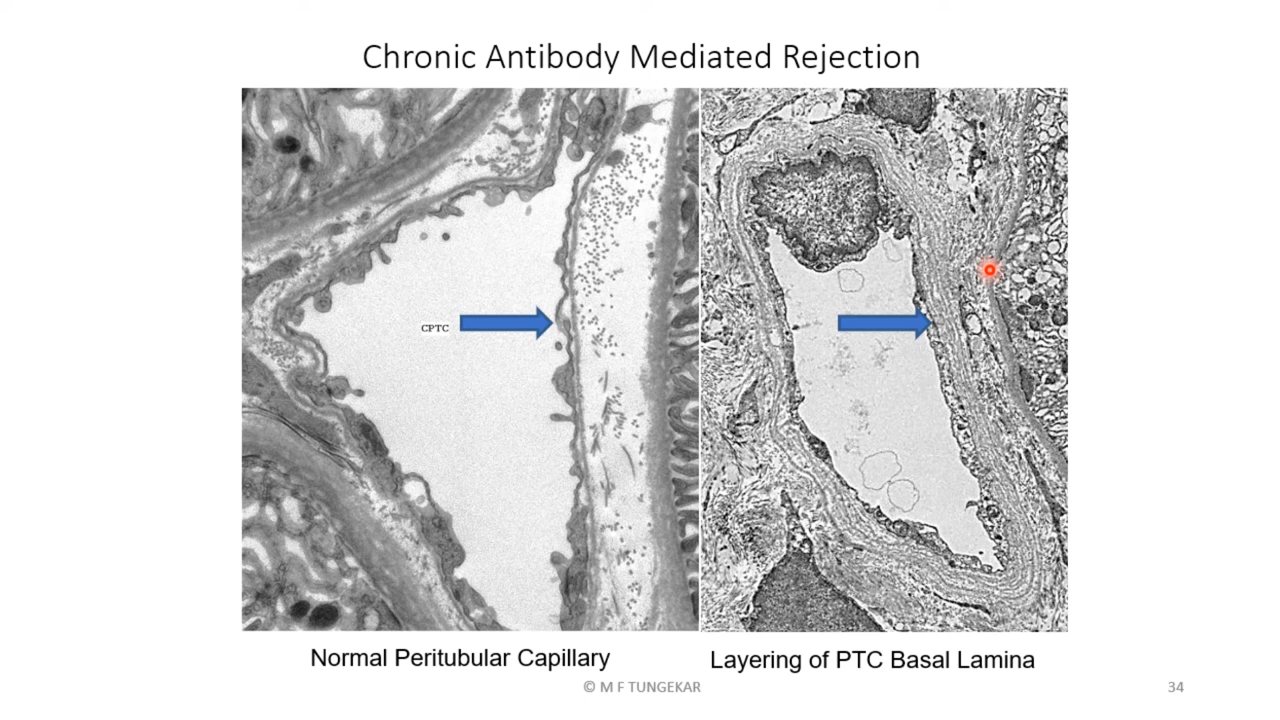 Chronic Antibody Mediated Rejection
CPTC
Normal Peritubular Capillary
Layering of PTC Basal Lamina
© M F TUNGEKAR
34